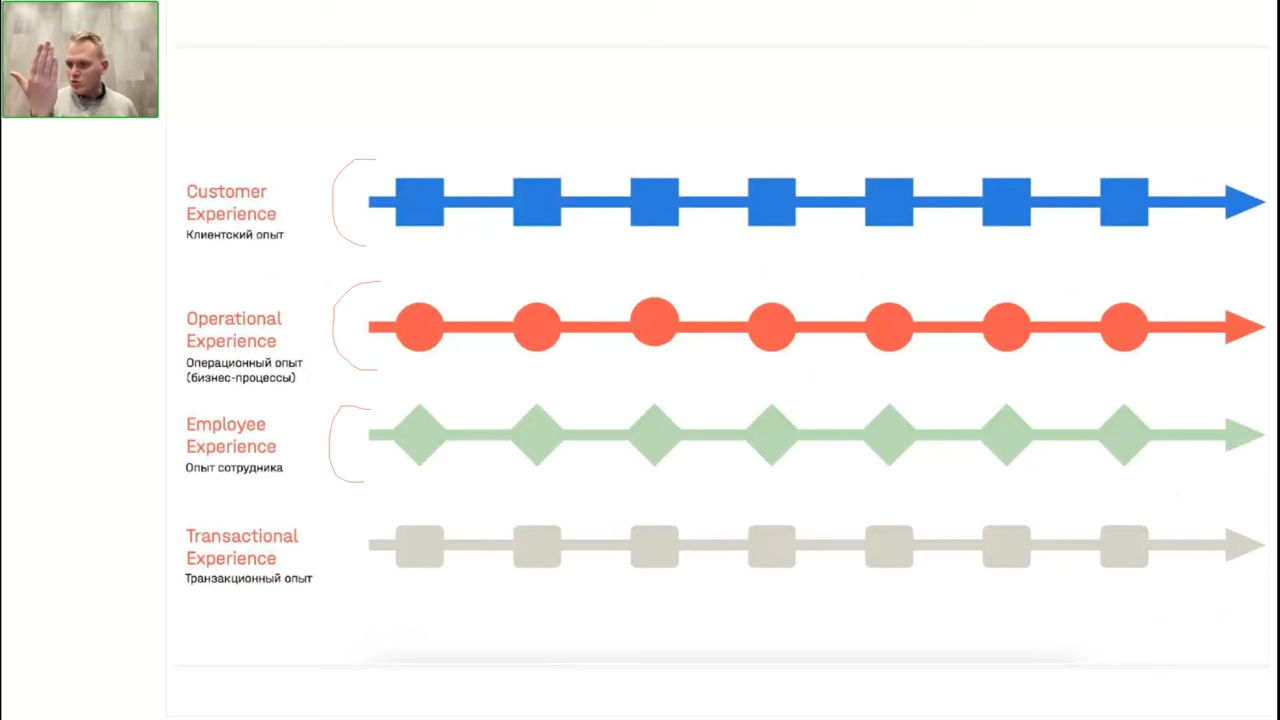 Customer
Experience
Клиентский опыт
Operational
Experience
Операционный опыт
(бизнес-процессы)
Employee
Experience
Опыт сотрудника
Transactional
Experience
Транзакционный опыт